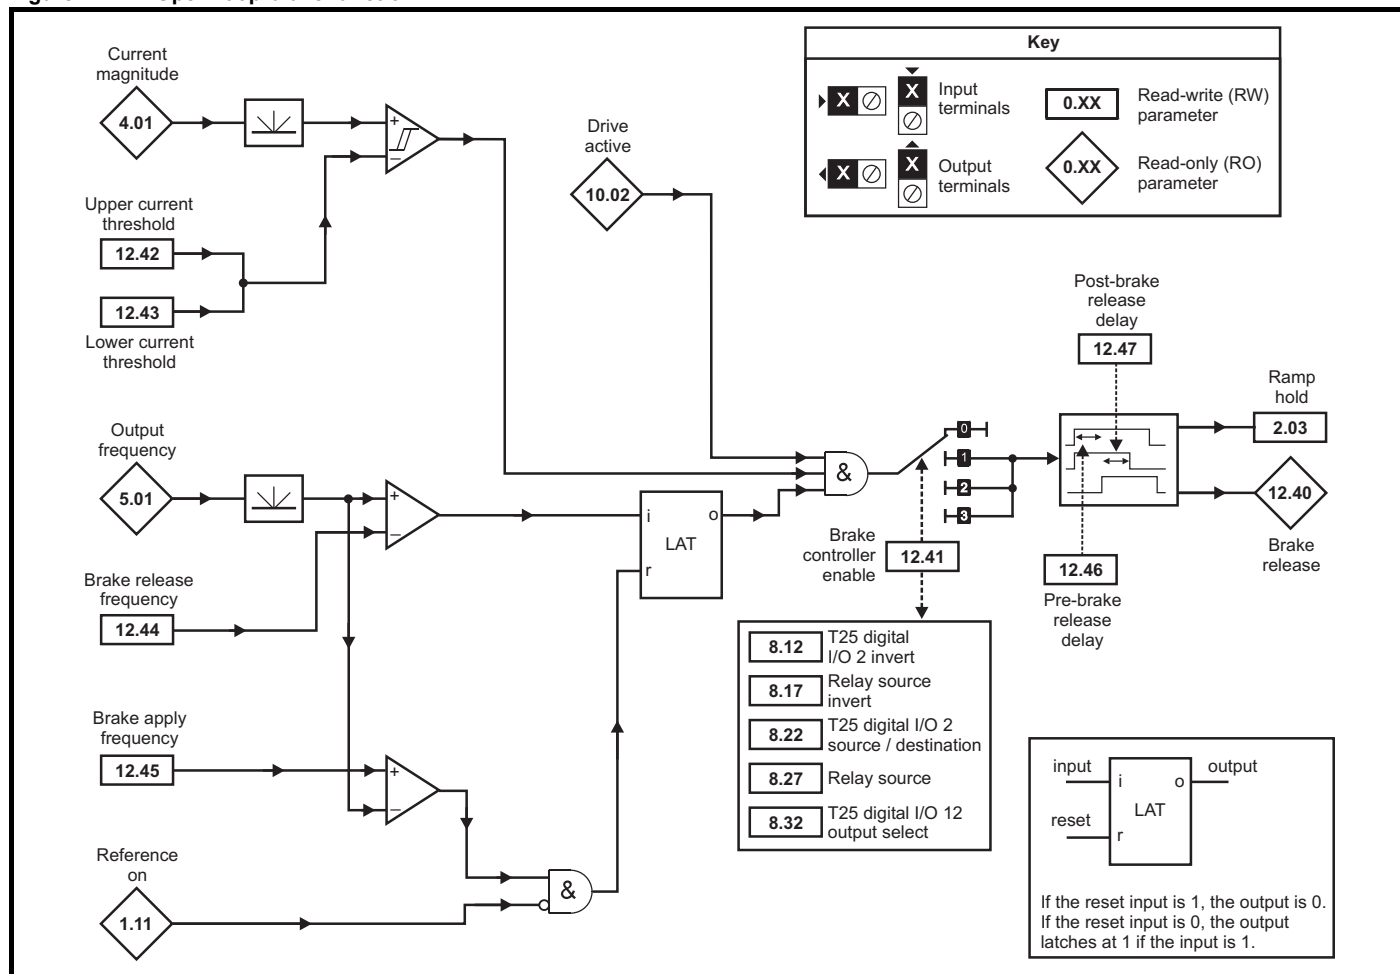 Current
magnitude
4.01
+
−
Upper current
threshold
12.42
12.43
Lower current
threshold
Drive
active
10.02
Key
X
X
Input
terminals
X
X
Output
terminals
0.XX
Read-write (RW)
parameter
0.XX
Read-only (RO)
parameter
Output
frequency
5.01
+
−
Brake release
frequency
12.44
i
o
LAT
r
&
0
1
2
3
Brake
controller
enable
12.41
Post-brake
release
delay
12.47
Ramp
hold
2.03
12.40
Brake
release
12.46
Pre-brake
release
delay
8.12
T25 digital
I/O 2 invert
8.17
Relay source
invert
8.22
T25 digital I/O 2
source / destination
8.27
Relay source
8.32
T25 digital I/O 12
output select
Brake apply
frequency
12.45
+
−
Reference
on
1.11
&
input
i
o
output
LAT
reset
r
If the reset input is 1, the output is 0.
If the reset input is 0, the output
latches at 1 if the input is 1.